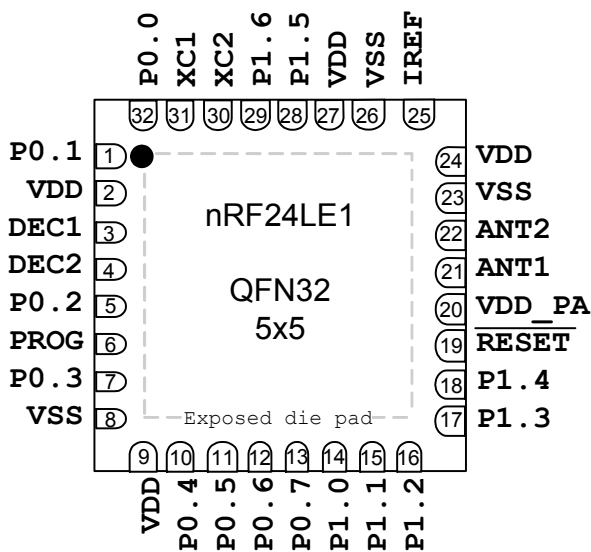 P0.0
XC1
XC2
P1.6
P1.5
VDD
VSS
IREF
32
31
30
29
28
27
26
25
P0.1
1
VDD
2
DEC1
3
DEC2
4
P0.2
5
PROG
6
P0.3
7
VSS
8
nRF24LE1
QFN32
5x5
Exposed die pad
24
VDD
23
VSS
22
ANT2
21
ANT1
20
VDD_PA
19
RESET
18
P1.4
17
P1.3
9
10
11
12
13
14
15
16
VDD
P0.4
P0.5
P0.6
P0.7
P1.0
P1.1
P1.2